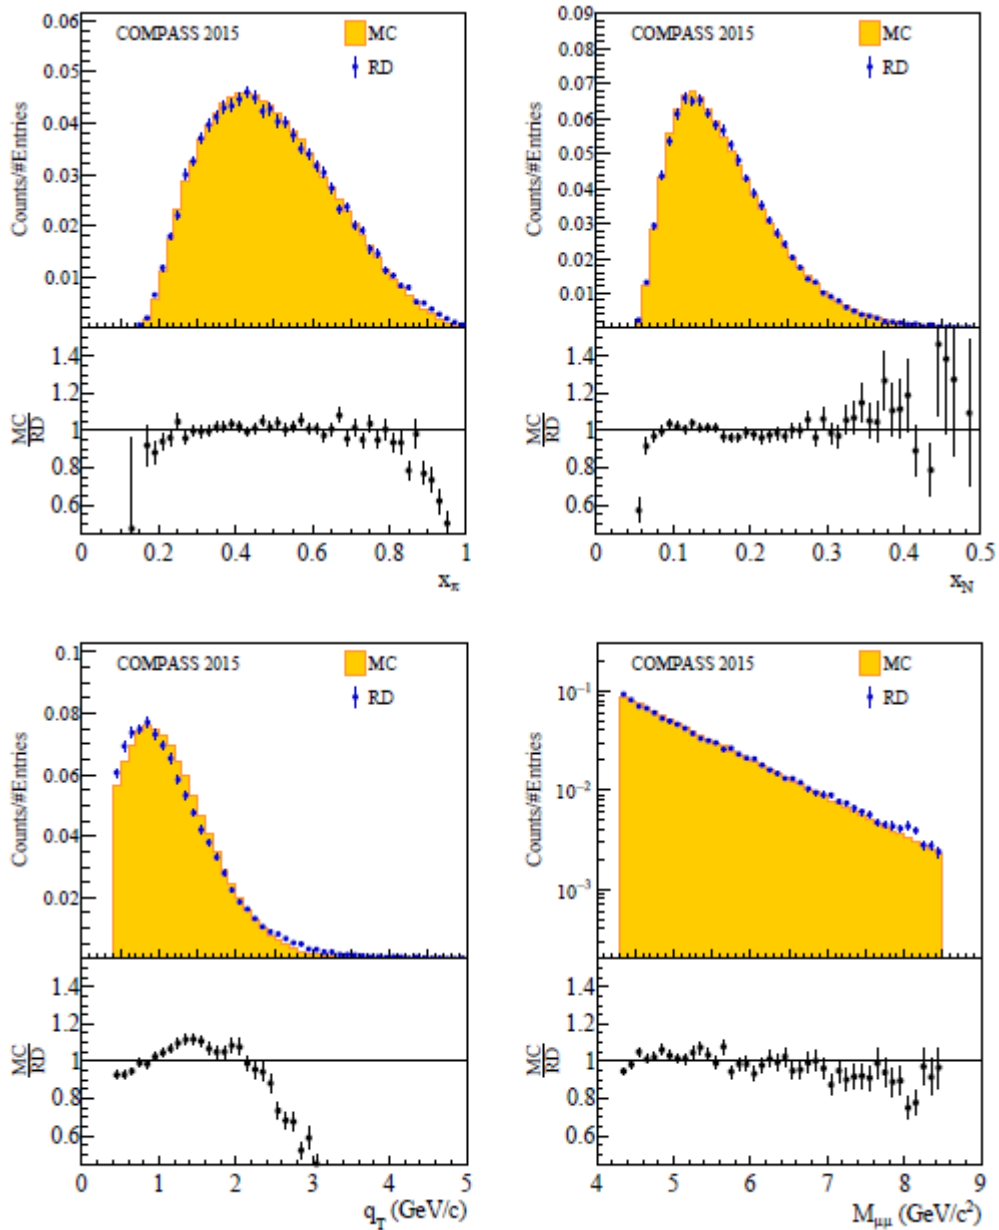 COMPASS 2015
MC
RD
Counts/#Entries
0.06
0.05
0.04
0.03
0.02
0.01
MC
RD
1.4
1.2
1
0.8
0.6
0 0.2 0.4 0.6 0.8 1
xπ
COMPASS 2015
MC
RD
Counts/#Entries
0.09
0.08
0.07
0.06
0.05
0.04
0.03
0.02
0.01
MC
RD
1.4
1.2
1
0.8
0.6
0 0.1 0.2 0.3 0.4 0.5
xN
COMPASS 2015
MC
RD
Counts/#Entries
0.1
0.08
0.06
0.04
0.02
MC
RD
1.4
1.2
1
0.8
0.6
0 1 2 3 4 5
qT (GeV/c)
COMPASS 2015
MC
RD
Counts/#Entries
10⁻¹
10⁻²
10⁻³
MC
RD
1.4
1.2
1
0.8
0.6
4 5 6 7 8 9
Mμμ (GeV/c²)